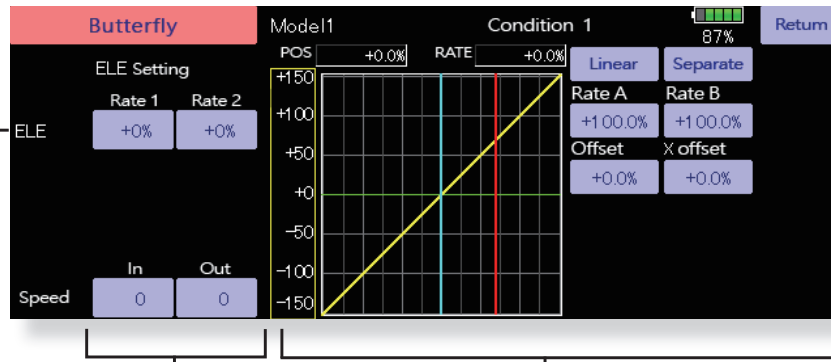 Butterfly Model1 Condition 1 87% Return
ELE Setting
Rate 1 Rate 2
ELE +0% +0%
In Out
Speed 0 0
POS +0.0% RATE +0.0%
+150
+100
+50
+0
-50
-100
-150
Linear Separate
Rate A Rate B
+100.0% +100.0%
Offset X offset
+0.0% +0.0%